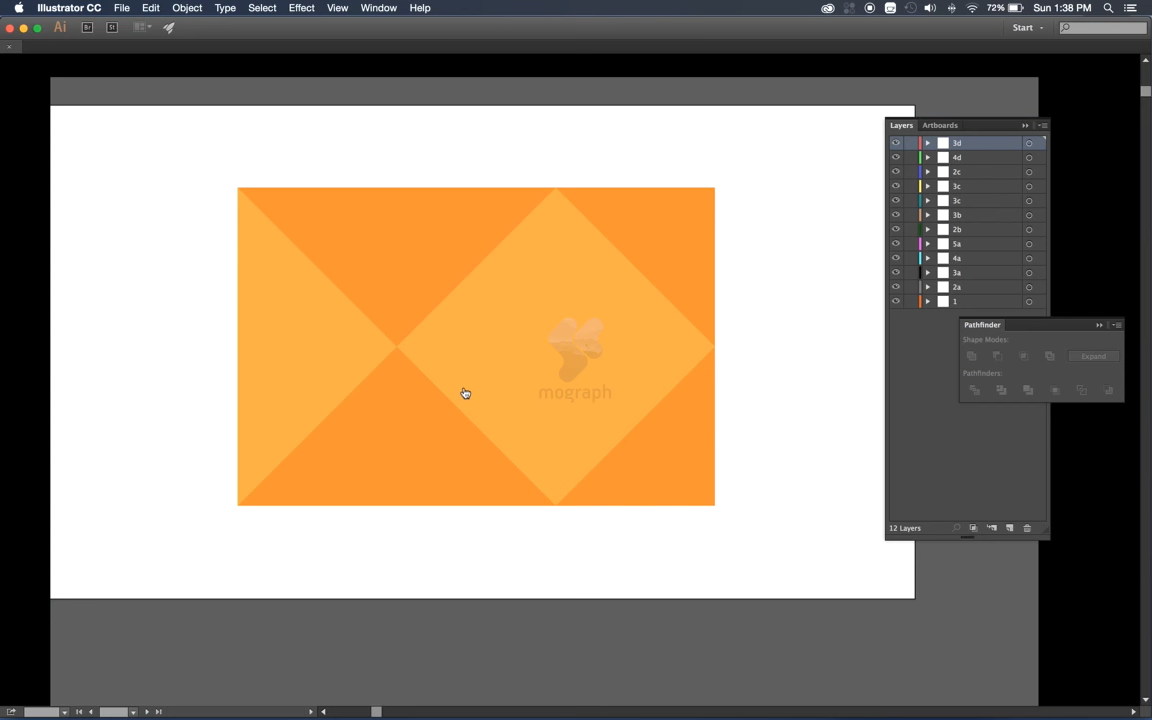 Illustrator CC File Edit Object Type Select Effect View Window Help 72% Sun 1:38 PM
Ai Br St Start
Layers Artboards
3d
4d
2c
3c
3c
3b
2b
5a
4a
3a
2a
1
Pathfinder
Shape Modes:
Expand
Pathfinders:
mograph
12 Layers